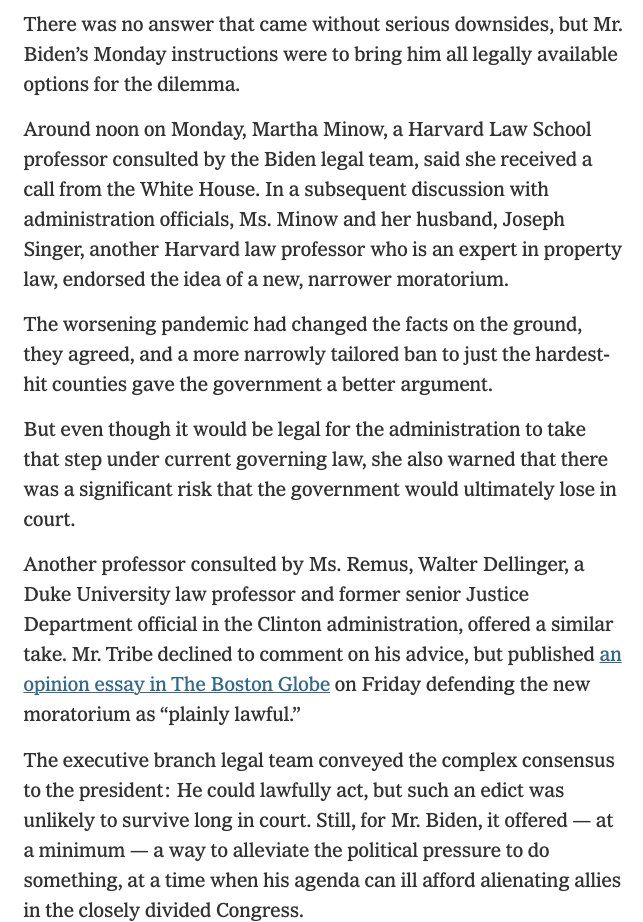 There was no answer that came without serious downsides, but Mr.
Biden’s Monday instructions were to bring him all legally available
options for the dilemma.
Around noon on Monday, Martha Minow, a Harvard Law School
professor consulted by the Biden legal team, said she received a
call from the White House. In a subsequent discussion with
administration officials, Ms. Minow and her husband, Joseph
Singer, another Harvard law professor who is an expert in property
law, endorsed the idea of a new, narrower moratorium.
The worsening pandemic had changed the facts on the ground,
they agreed, and a more narrowly tailored ban to just the hardest-
hit counties gave the government a better argument.
But even though it would be legal for the administration to take
that step under current governing law, she also warned that there
was a significant risk that the government would ultimately lose in
court.
Another professor consulted by Ms. Remus, Walter Dellinger, a
Duke University law professor and former senior Justice
Department official in the Clinton administration, offered a similar
take. Mr. Tribe declined to comment on his advice, but published an
opinion essay in The Boston Globe on Friday defending the new
moratorium as “plainly lawful.”
The executive branch legal team conveyed the complex consensus
to the president: He could lawfully act, but such an edict was
unlikely to survive long in court. Still, for Mr. Biden, it offered — at
a minimum — a way to alleviate the political pressure to do
something, at a time when his agenda can ill afford alienating allies
in the closely divided Congress.